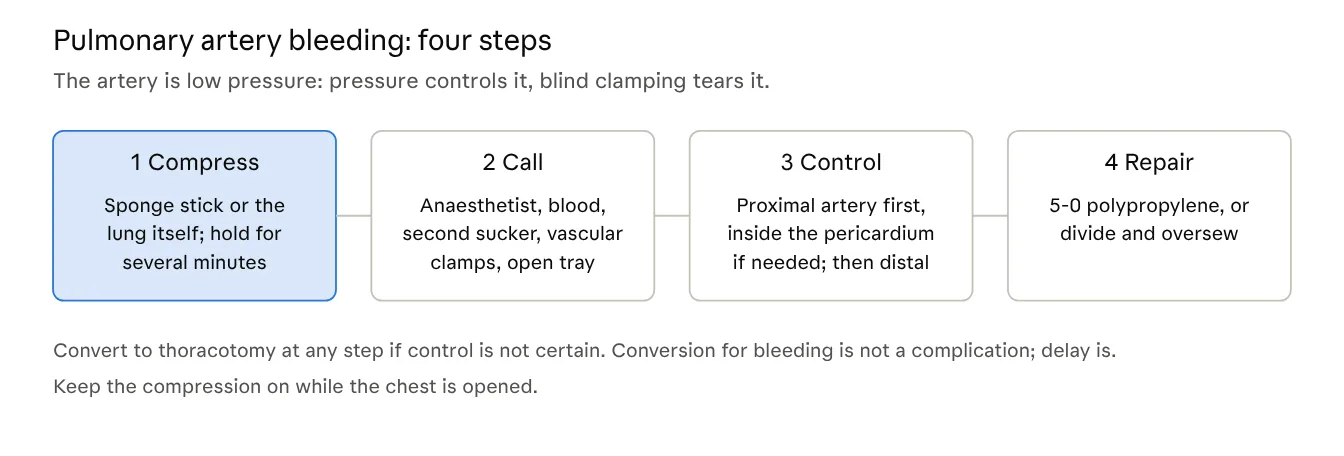 Pulmonary artery bleeding: four steps
The artery is low pressure: pressure controls it, blind clamping tears it.
1 Compress
Sponge stick or the
lung itself; hold for
several minutes
2 Call
Anaesthetist, blood,
second sucker, vascular
clamps, open tray
3 Control
Proximal artery first,
inside the pericardium
if needed; then distal
4 Repair
5-0 polypropylene, or
divide and oversew
Convert to thoracotomy at any step if control is not certain. Conversion for bleeding is not a complication; delay is.
Keep the compression on while the chest is opened.